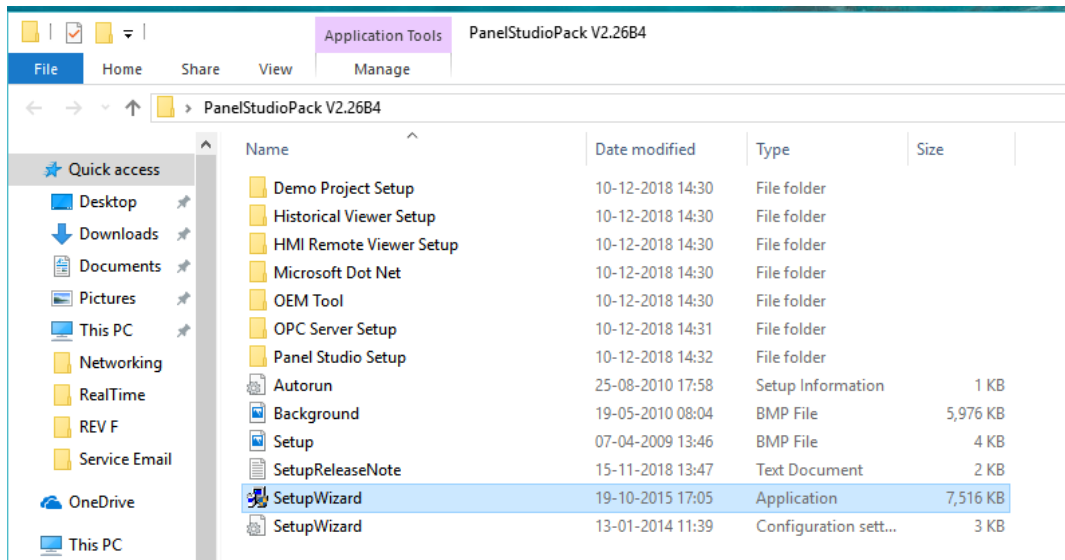 Application Tools PanelStudioPack V2.26B4
File Home Share View Manage
PanelStudioPack V2.26B4
Name Date modified Type Size
Quick access
Desktop
Downloads
Documents
Pictures
This PC
Networking
RealTime
REV F
Service Email
OneDrive
This PC
Demo Project Setup 10-12-2018 14:30 File folder
Historical Viewer Setup 10-12-2018 14:30 File folder
HMI Remote Viewer Setup 10-12-2018 14:30 File folder
Microsoft Dot Net 10-12-2018 14:30 File folder
OEM Tool 10-12-2018 14:30 File folder
OPC Server Setup 10-12-2018 14:31 File folder
Panel Studio Setup 10-12-2018 14:32 File folder
Autorun 25-08-2010 17:58 Setup Information 1 KB
Background 19-05-2010 08:04 BMP File 5,976 KB
Setup 07-04-2009 13:46 BMP File 4 KB
SetupReleaseNote 15-11-2018 13:47 Text Document 2 KB
SetupWizard 19-10-2015 17:05 Application 7,516 KB
SetupWizard 13-01-2014 11:39 Configuration sett... 3 KB